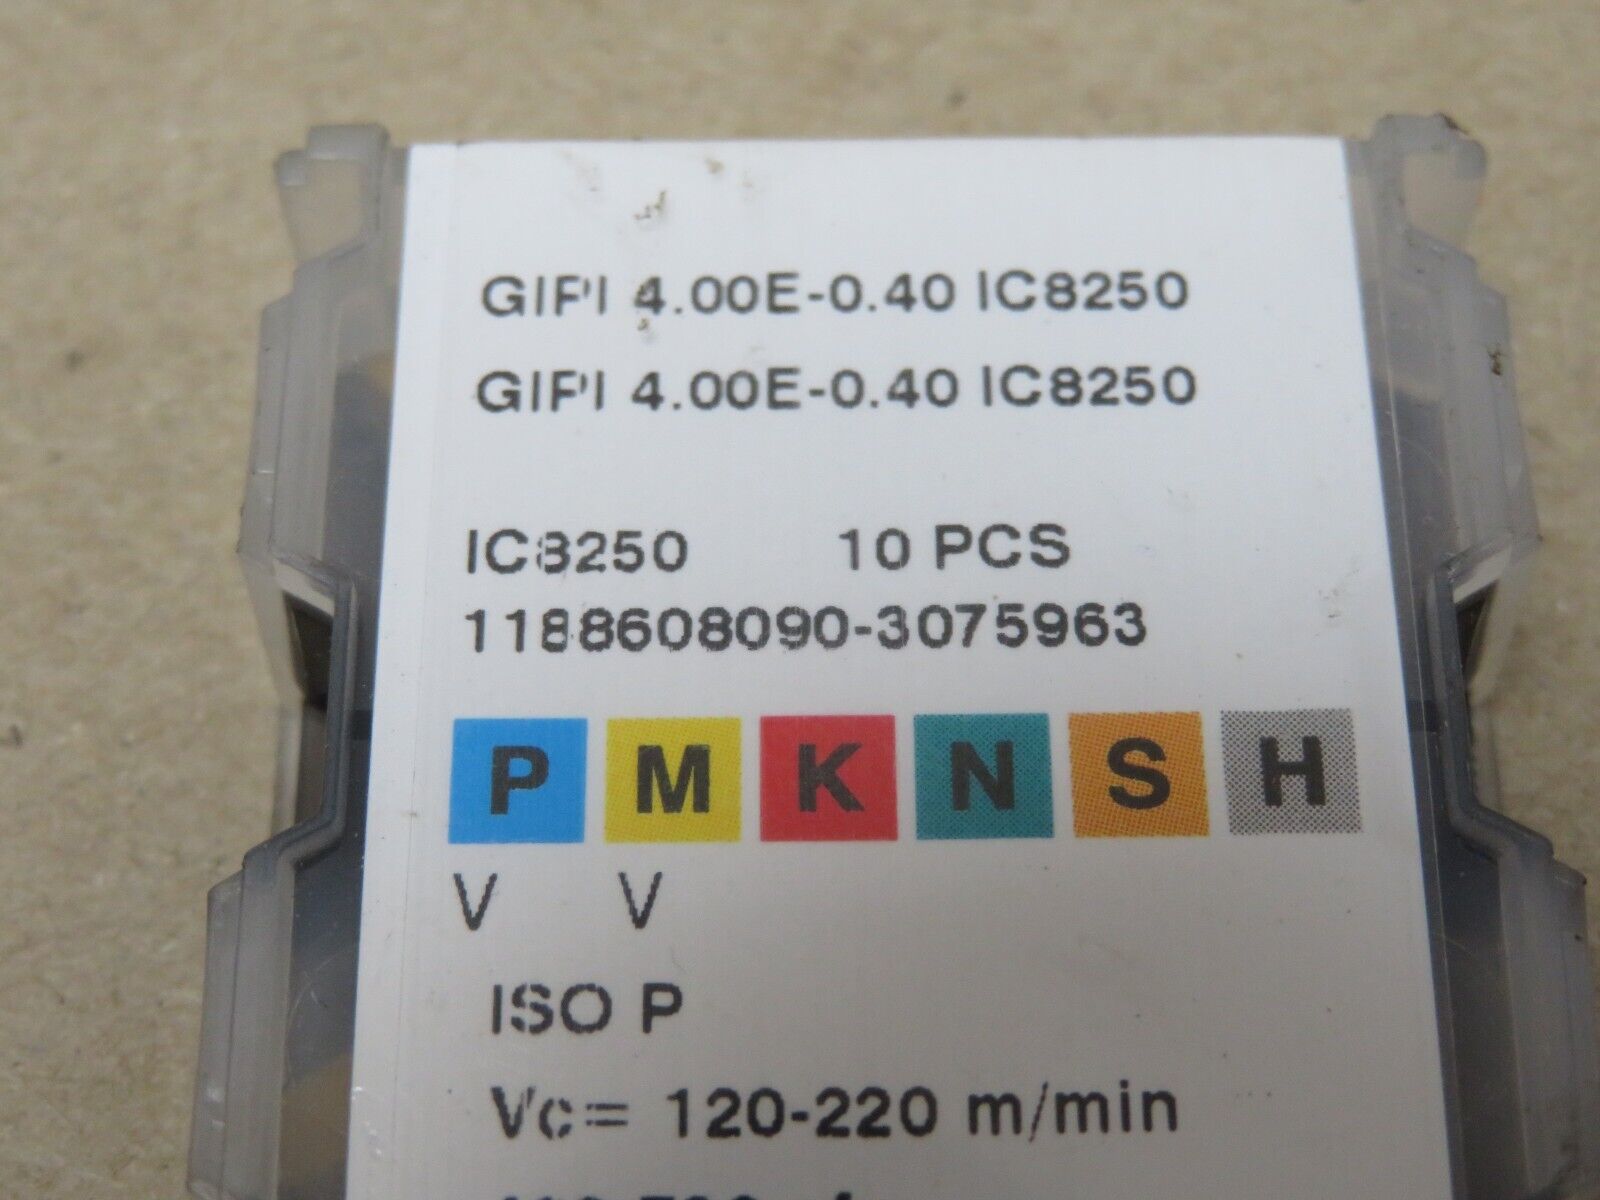 GIPI 4.00E-0.40 IC8250
GIPI 4.00E-0.40 IC8250
IC8250 10 PCS
1188608090-3075963
P M K N S H
V V
ISO P
Vc= 120-220 m/min